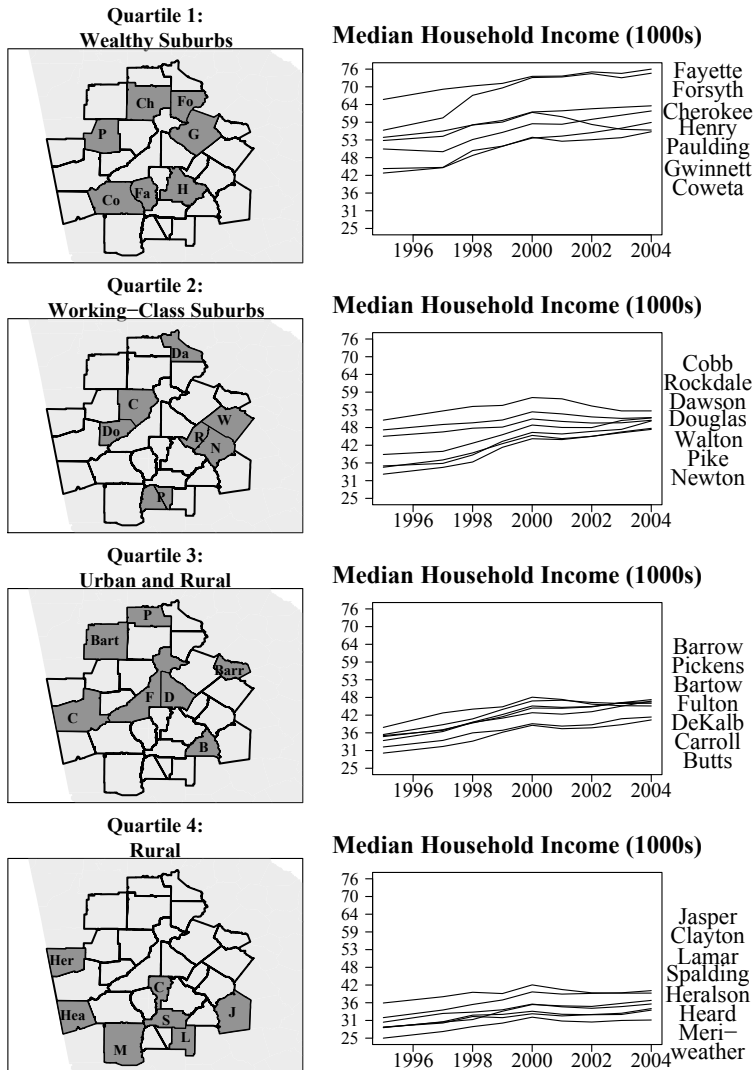 Quartile 1:
Wealthy Suburbs
Ch
Fo
P
G
Co
Fa
H
Median Household Income (1000s)
76
70
64
59
53
48
42
36
31
25
1996
1998
2000
2002
2004
Fayette
Forsyth
Cherokee
Henry
Paulding
Gwinnett
Coweta
Quartile 2:
Working−Class Suburbs
Da
C
W
Do
R
N
P
Median Household Income (1000s)
76
70
64
59
53
48
42
36
31
25
1996
1998
2000
2002
2004
Cobb
Rockdale
Dawson
Douglas
Walton
Pike
Newton
Quartile 3:
Urban and Rural
P
Bart
Barr
F
D
C
B
Median Household Income (1000s)
76
70
64
59
53
48
42
36
31
25
1996
1998
2000
2002
2004
Barrow
Pickens
Bartow
Fulton
DeKalb
Carroll
Butts
Quartile 4:
Rural
Her
C
Hea
S
J
M
L
Median Household Income (1000s)
76
70
64
59
53
48
42
36
31
25
1996
1998
2000
2002
2004
Jasper
Clayton
Lamar
Spalding
Heralson
Heard
Meri−
weather